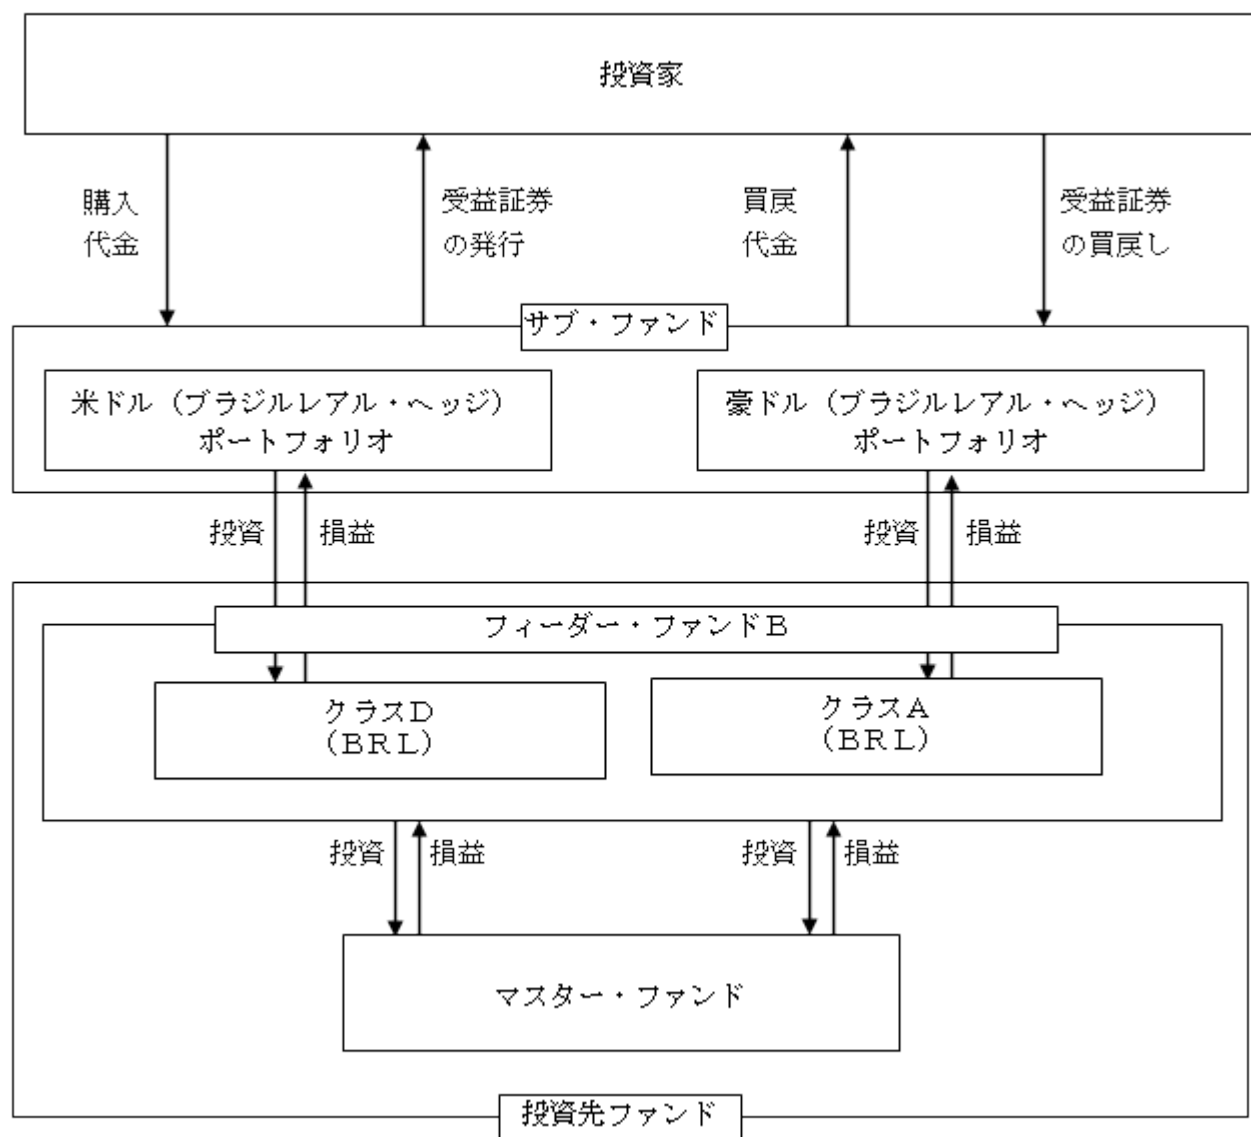 投資家
購入
代金
受益証券
の発行
買戻
代金
受益証券
の買戻し
サブ・ファンド
米ドル（ブラジルレアル・ヘッジ）
ポートフォリオ
豪ドル（ブラジルレアル・ヘッジ）
ポートフォリオ
投資
損益
投資
損益
フィーダー・ファンドＢ
クラスＤ
（ＢＲＬ）
クラスＡ
（ＢＲＬ）
投資
損益
投資
損益
マスター・ファンド
投資先ファンド